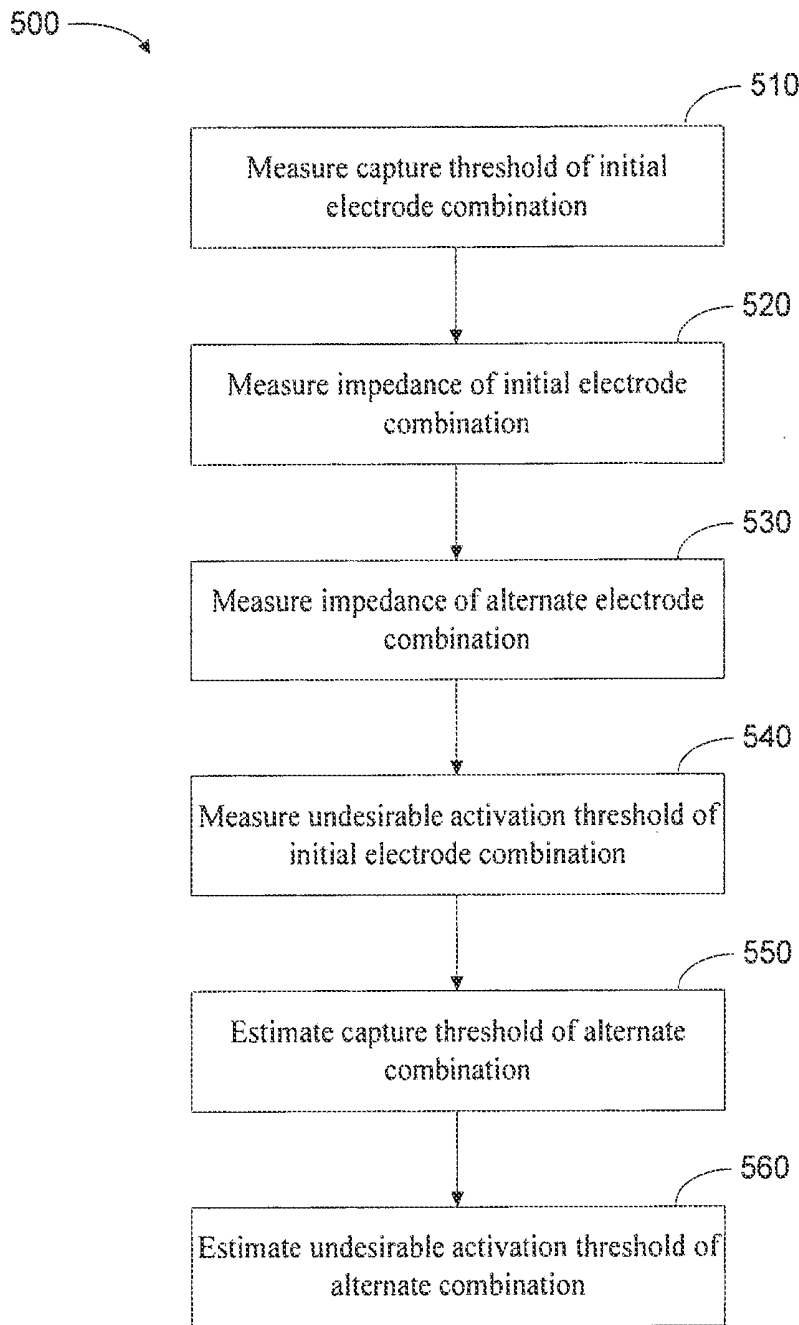 500
510
Measure capture threshold of initial
electrode combination
520
Measure impedance of initial electrode
combination
530
Measure impedance of alternate electrode
combination
540
Measure undesirable activation threshold of
initial electrode combination
550
Estimate capture threshold of alternate
combination
560
Estimate undesirable activation threshold of
alternate combination